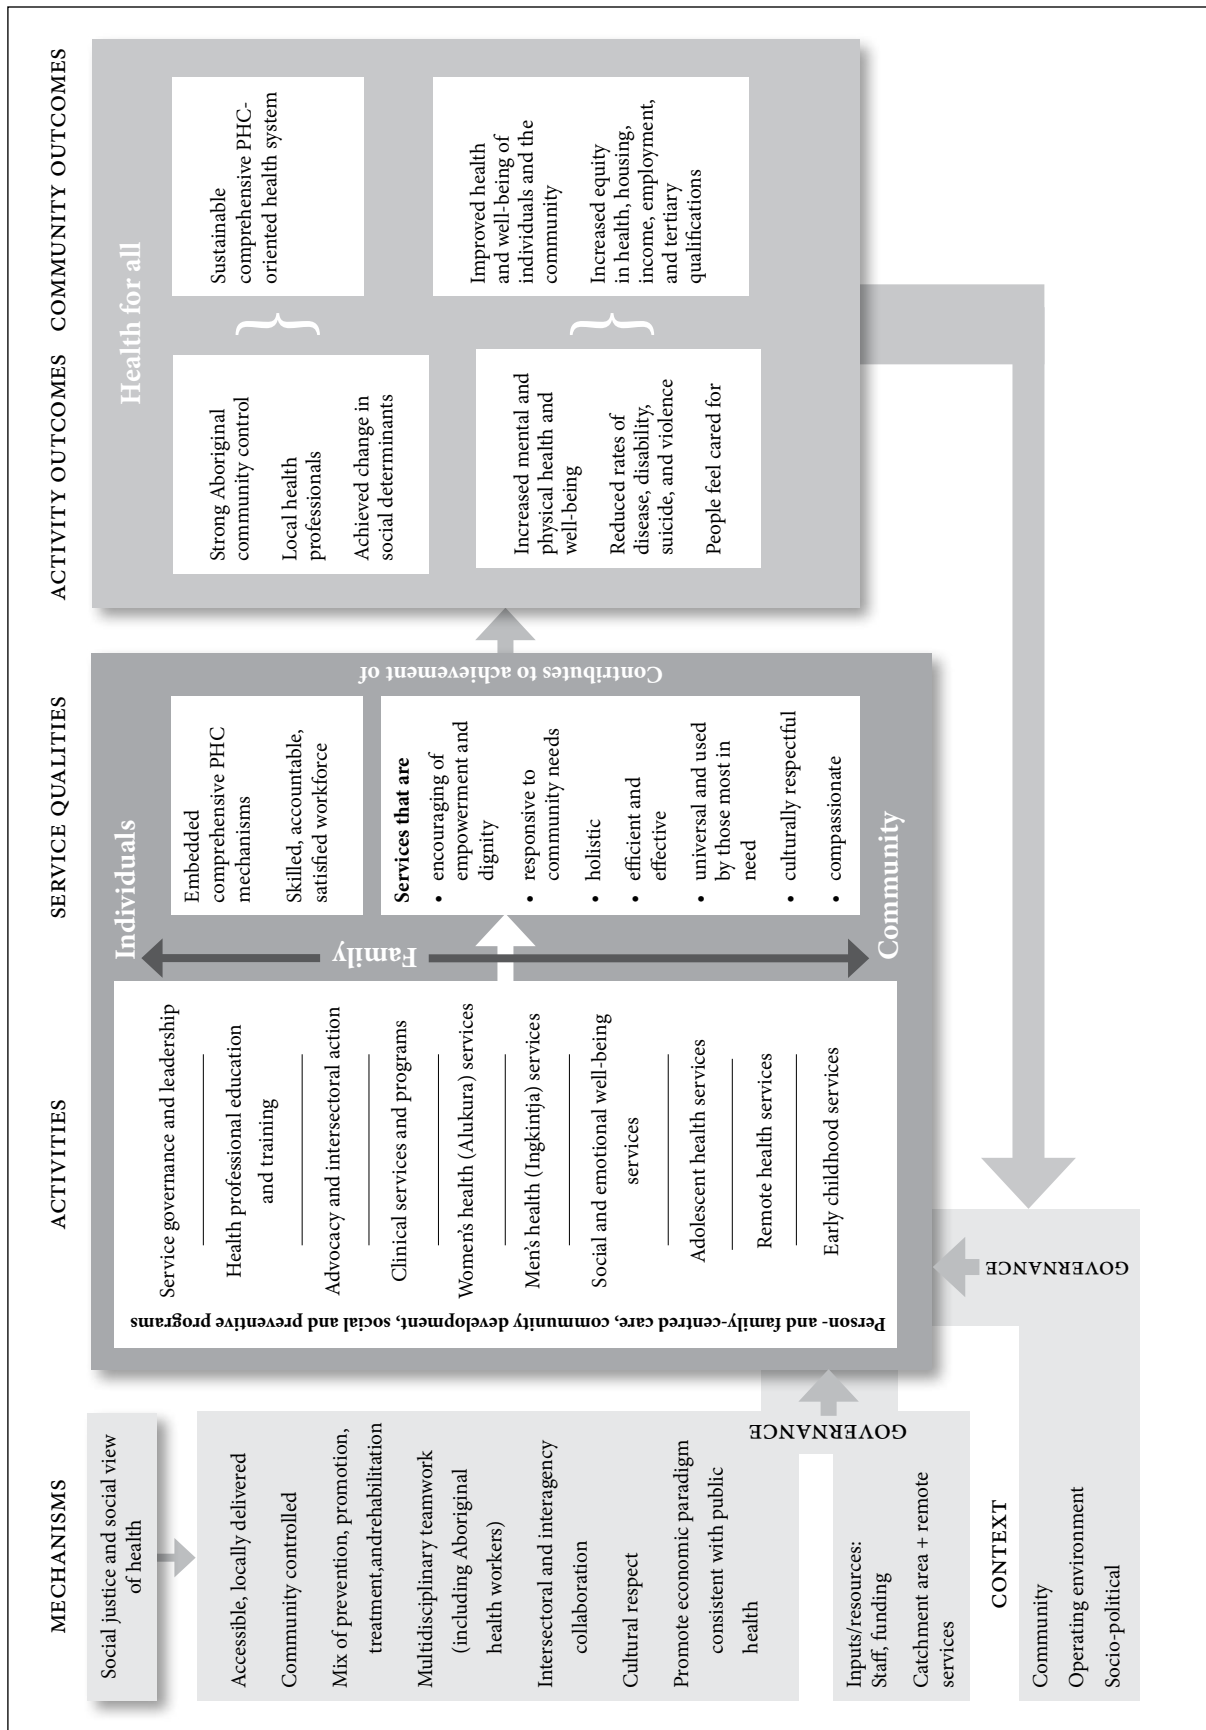 MECHANISMS
Social justice and social view
of health
Accessible, locally delivered
Community controlled
Mix of prevention, promotion,
treatment,andrehabilitation
Multidisciplinary teamwork
(including Aboriginal
health workers)
Intersectoral and interagency
collaboration
Cultural respect
Promote economic paradigm
consistent with public
health
GOVERNANCE
Inputs/resources:
Staff, funding
Catchment area + remote
services
CONTEXT
Community
Operating environment
Socio-political
GOVERNANCE
ACTIVITIES
Person- and family-centred care, community development, social and preventive programs
Service governance and leadership
Health professional education
and training
Advocacy and intersectoral action
Clinical services and programs
Women's health (Alukura) services
Men's health (Ingkintja) services
Social and emotional well-being
services
Adolescent health services
Remote health services
Early childhood services
Individuals
Family
Community
SERVICE QUALITIES
Embedded
comprehensive PHC
mechanisms
Skilled, accountable,
satisfied workforce
Services that are
• encouraging of
empowerment and
dignity
• responsive to
community needs
• holistic
• efficient and
effective
• universal and used
by those most in
need
• culturally respectful
• compassionate
Contributes to achievement of
ACTIVITY OUTCOMES
COMMUNITY OUTCOMES
Health for all
Strong Aboriginal
community control
Local health
professionals
Achieved change in
social determinants
Sustainable
comprehensive PHC-
oriented health system
Increased mental and
physical health and
well-being
Reduced rates of
disease, disability,
suicide, and violence
People feel cared for
Improved health
and well-being of
individuals and the
community
Increased equity
in health, housing,
income, employment,
and tertiary
qualifications